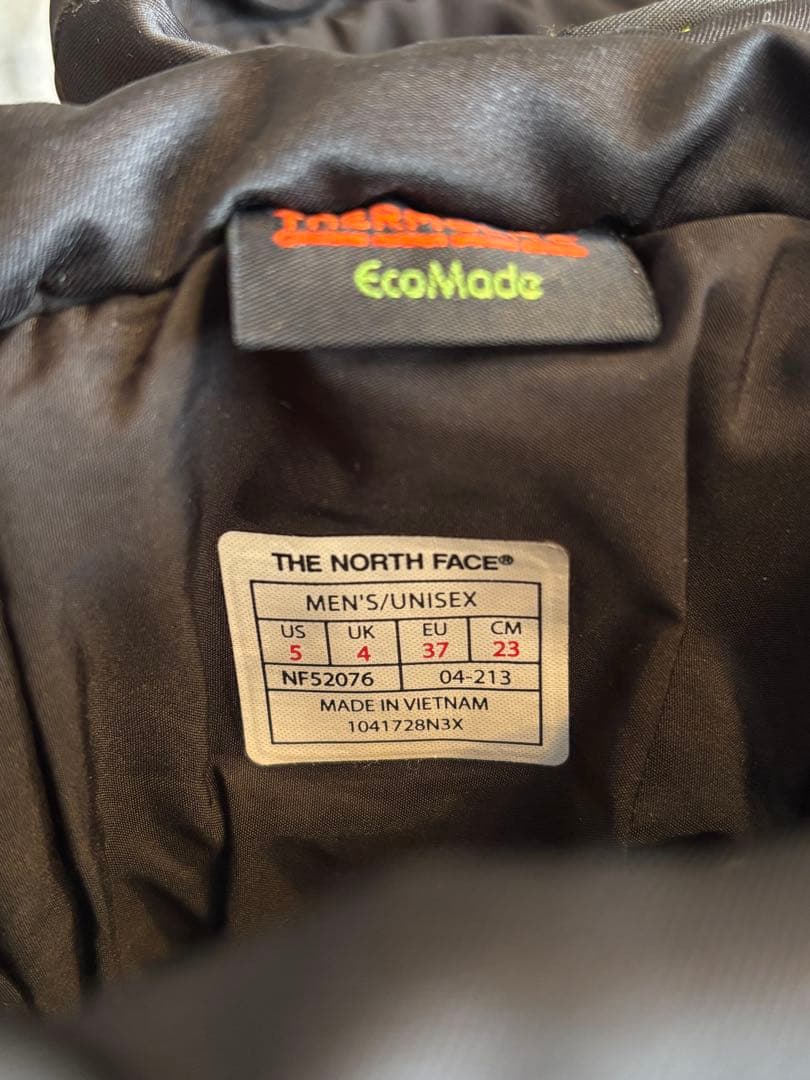 THERMOLITE
EcoMade
THE NORTH FACE®
MEN'S/UNISEX
US UK EU CM
5 4 37 23
NF52076 04-213
MADE IN VIETNAM
1041728N3X